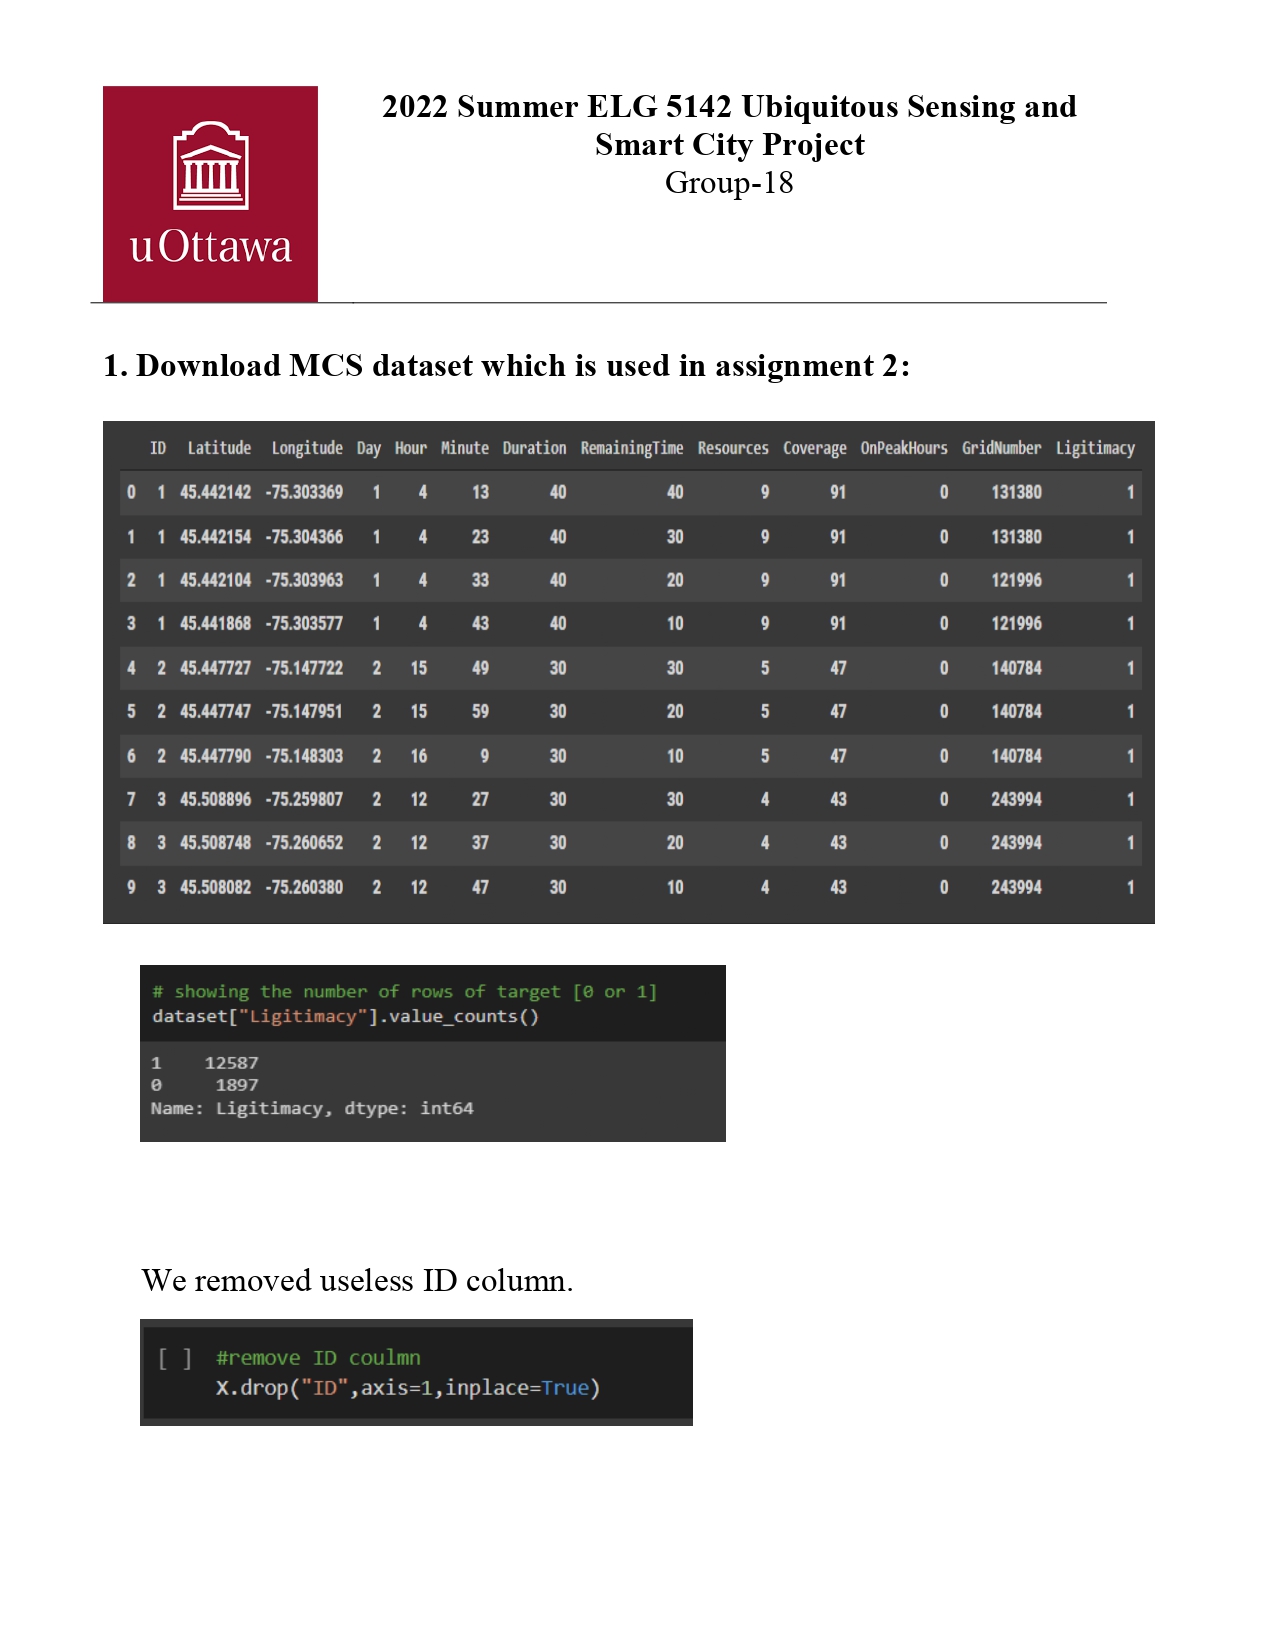 uOttawa
2022 Summer ELG 5142 Ubiquitous Sensing and
Smart City Project
Group-18
1. Download MCS dataset which is used in assignment 2:
ID Latitude Longitude Day Hour Minute Duration RemainingTime Resources Coverage OnPeakHours GridNumber Ligitimacy
0 1 45.442142 -75.303369 1 4 13 40 40 9 91 0 131380 1
1 1 45.442154 -75.304366 1 4 23 40 30 9 91 0 131380 1
2 1 45.442104 -75.303963 1 4 33 40 20 9 91 0 121996 1
3 1 45.441868 -75.303577 1 4 43 40 10 9 91 0 121996 1
4 2 45.447727 -75.147722 2 15 49 30 30 5 47 0 140784 1
5 2 45.447747 -75.147951 2 15 59 30 20 5 47 0 140784 1
6 2 45.447790 -75.148303 2 16 9 30 10 5 47 0 140784 1
7 3 45.508896 -75.259807 2 12 27 30 30 4 43 0 243994 1
8 3 45.508748 -75.260652 2 12 37 30 20 4 43 0 243994 1
9 3 45.508082 -75.260380 2 12 47 30 10 4 43 0 243994 1
# showing the number of rows of target [0 or 1]
dataset["Ligitimacy"].value_counts()
1 12587
0 1897
Name: Ligitimacy, dtype: int64
We removed useless ID column.
[ ] #remove ID coulmn
X.drop("ID",axis=1,inplace=True)